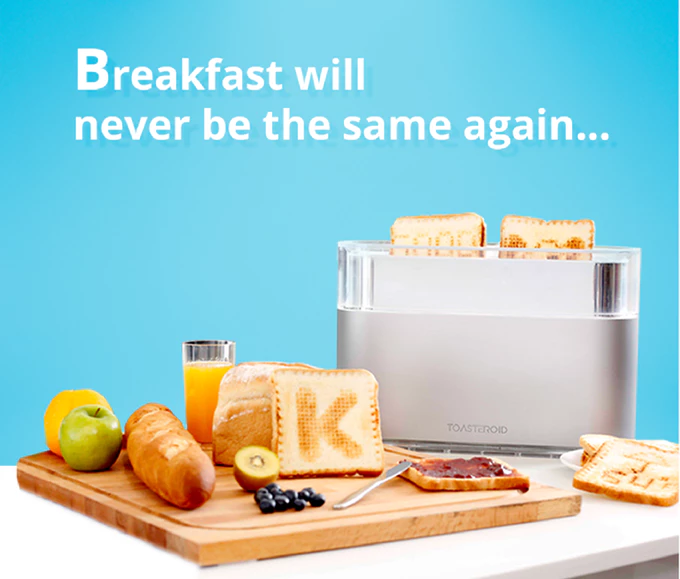 Breakfast will
never be the same again...
K
TOASTEROID